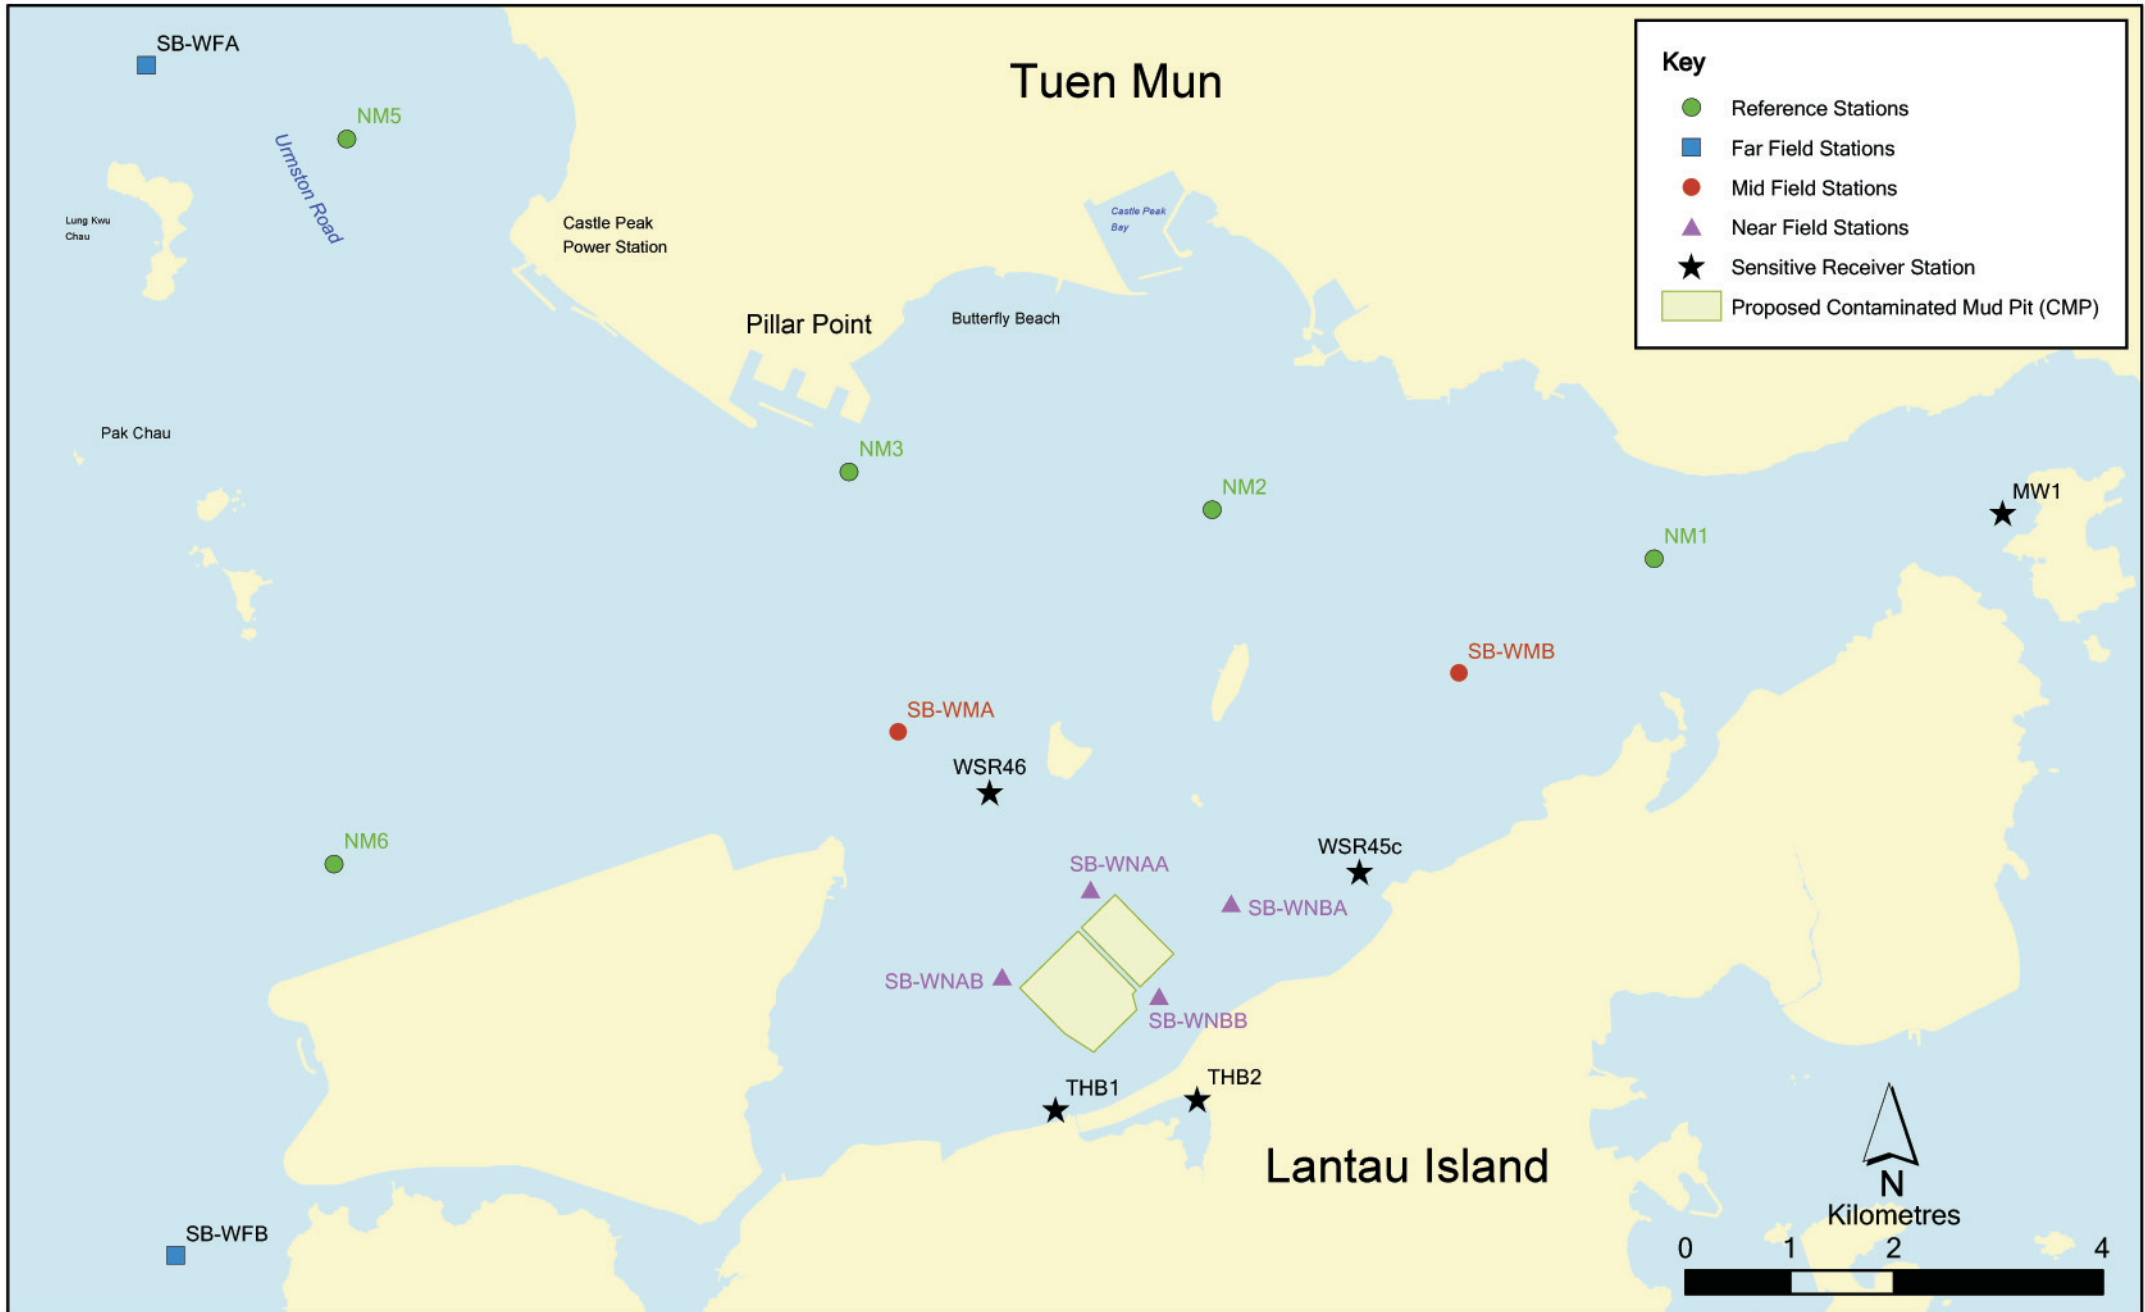 SB-WFA
Tuen Mun
Key
NM5
Reference Stations
Urmston Road
Far Field Stations
Mid Field Stations
Lung Kwu
Chau
Castle Peak
Power Station
Castle Peak
Bay
Near Field Stations
Sensitive Receiver Station
Proposed Contaminated Mud Pit (CMP)
Pillar Point
Butterfly Beach
Pak Chau
NM3
NM2
MW1
NM1
SB-WMB
SB-WMA
WSR46
NM6
WSR45c
SB-WNAA
SB-WNBA
SB-WNAB
SB-WNBB
THB1
THB2
Lantau Island
N
Kilometres
SB-WFB
0 1 2 4